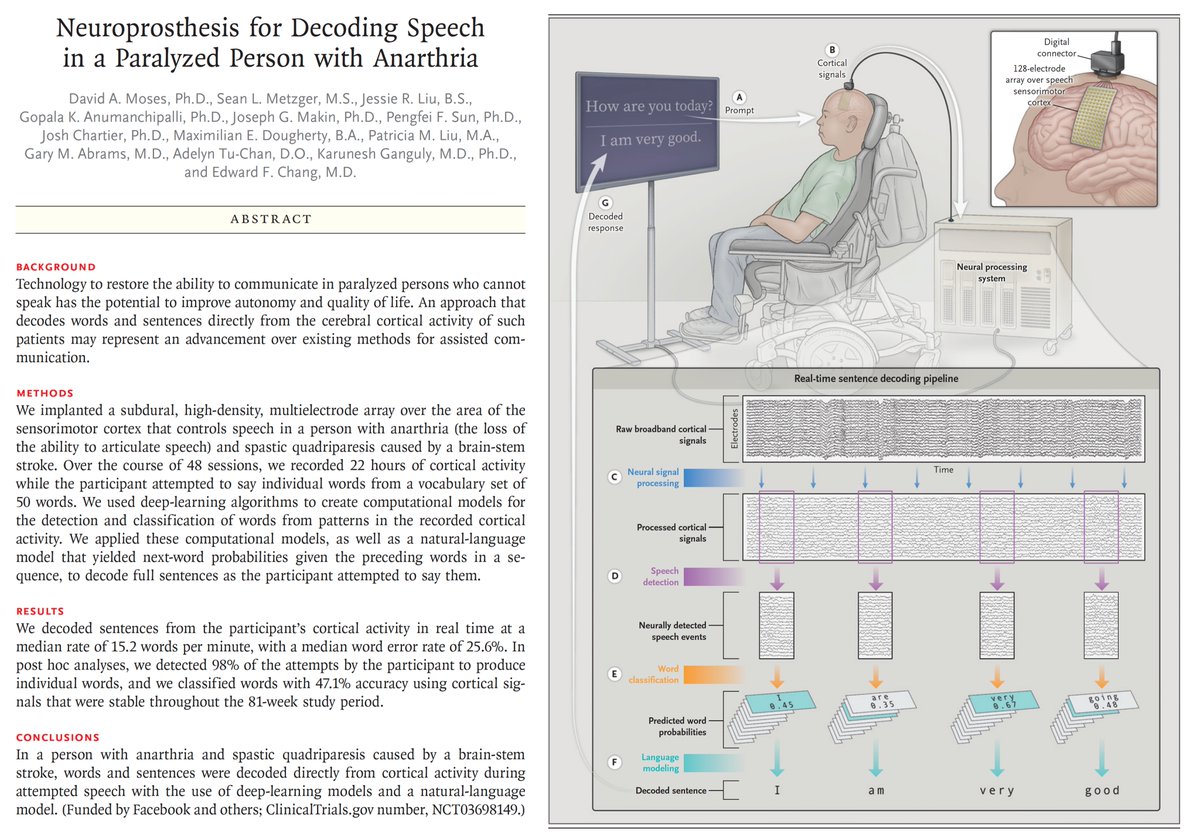 Neuroprosthesis for Decoding Speech
in a Paralyzed Person with Anarthria
David A. Moses, Ph.D., Sean L. Metzger, M.S., Jessie R. Liu, B.S.,
Gopala K. Anumanchipalli, Ph.D., Joseph G. Makin, Ph.D., Pengfei F. Sun, Ph.D.,
Josh Chartier, Ph.D., Maximilian E. Dougherty, B.A., Patricia M. Liu, M.A.,
Gary M. Abrams, M.D., Adelyn Tu-Chan, D.O., Karunesh Ganguly, M.D., Ph.D.,
and Edward F. Chang, M.D.
ABSTRACT
BACKGROUND
Technology to restore the ability to communicate in paralyzed persons who cannot
speak has the potential to improve autonomy and quality of life. An approach that
decodes words and sentences directly from the cerebral cortical activity of such
patients may represent an advancement over existing methods for assisted com-
munication.
METHODS
We implanted a subdural, high-density, multielectrode array over the area of the
sensorimotor cortex that controls speech in a person with anarthria (the loss of
the ability to articulate speech) and spastic quadriparesis caused by a brain-stem
stroke. Over the course of 48 sessions, we recorded 22 hours of cortical activity
while the participant attempted to say individual words from a vocabulary set of
50 words. We used deep-learning algorithms to create computational models for
the detection and classification of words from patterns in the recorded cortical
activity. We applied these computational models, as well as a natural-language
model that yielded next-word probabilities given the preceding words in a se-
quence, to decode full sentences as the participant attempted to say them.
RESULTS
We decoded sentences from the participant's cortical activity in real time at a
median rate of 15.2 words per minute, with a median word error rate of 25.6%. In
post hoc analyses, we detected 98% of the attempts by the participant to produce
individual words, and we classified words with 47.1% accuracy using cortical sig-
nals that were stable throughout the 81-week study period.
CONCLUSIONS
In a person with anarthria and spastic quadriparesis caused by a brain-stem
stroke, words and sentences were decoded directly from cortical activity during
attempted speech with the use of deep-learning models and a natural-language
model. (Funded by Facebook and others; ClinicalTrials.gov number, NCT03698149.)
How are you today?
I am very good.
A
Prompt
B
Cortical
signals
Digital
connector
128-electrode
array over speech
sensorimotor
cortex
G
Decoded
response
Neural processing
system
Real-time sentence decoding pipeline
Raw broadband cortical
signals
Electrodes
Time
C
Neural signal
processing
Processed cortical
signals
D
Speech
detection
Neurally detected
speech events
E
Word
classification
Predicted word
probabilities
I
0.45
are
0.35
very
0.67
going
0.48
F
Language
modeling
Decoded sentence
I am very good